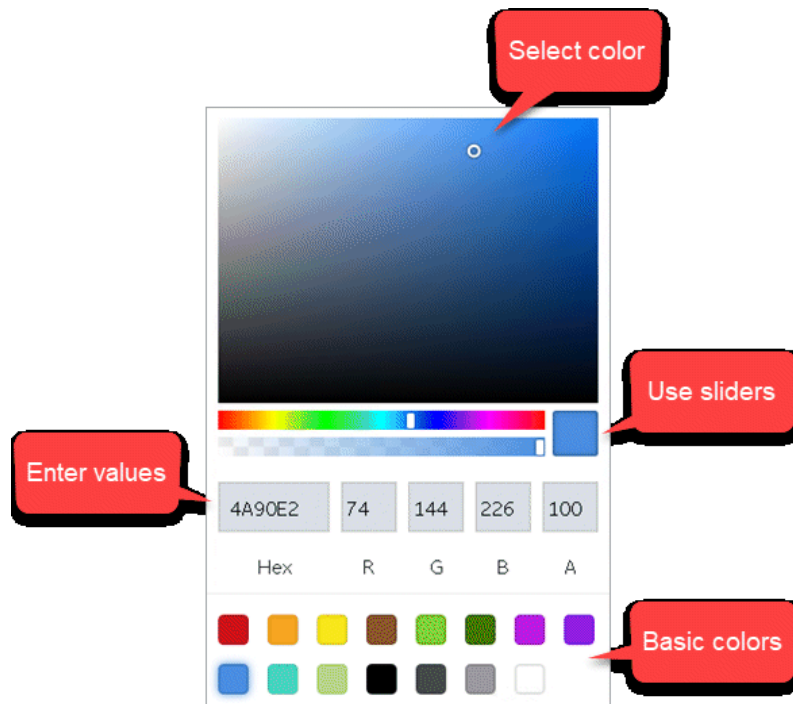 Select color
Use sliders
Enter values
4A90E2 74 144 226 100
Hex R G B A
Basic colors